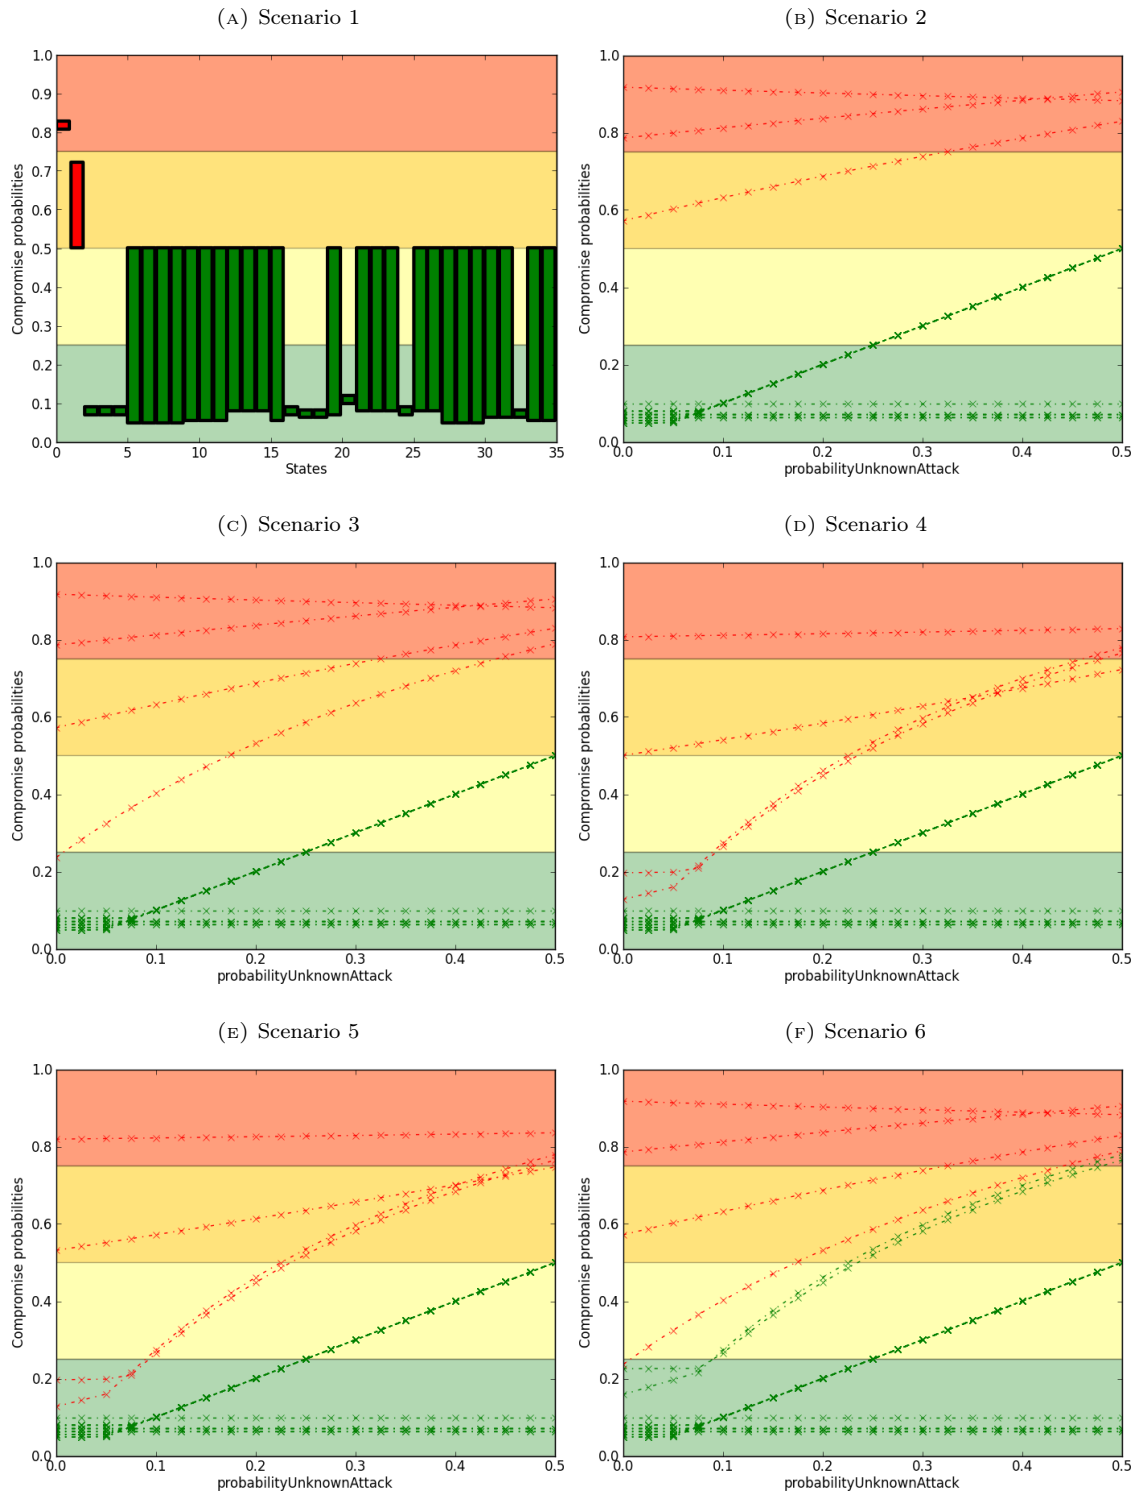 (A) Scenario 1
(B) Scenario 2
1.0
0.9
0.8
0.7
0.6
0.5
0.4
0.3
0.2
0.1
0.0
Compromise probabilities
0 5 10 15 20 25 30 35
States
1.0
0.8
0.6
0.4
0.2
0.0
Compromise probabilities
0.0 0.1 0.2 0.3 0.4 0.5
probabilityUnknownAttack
(C) Scenario 3
(D) Scenario 4
1.0
0.8
0.6
0.4
0.2
0.0
Compromise probabilities
0.0 0.1 0.2 0.3 0.4 0.5
probabilityUnknownAttack
1.0
0.8
0.6
0.4
0.2
0.0
Compromise probabilities
0.0 0.1 0.2 0.3 0.4 0.5
probabilityUnknownAttack
(E) Scenario 5
(F) Scenario 6
1.0
0.8
0.6
0.4
0.2
0.0
Compromise probabilities
0.0 0.1 0.2 0.3 0.4 0.5
probabilityUnknownAttack
1.0
0.8
0.6
0.4
0.2
0.0
Compromise probabilities
0.0 0.1 0.2 0.3 0.4 0.5
probabilityUnknownAttack